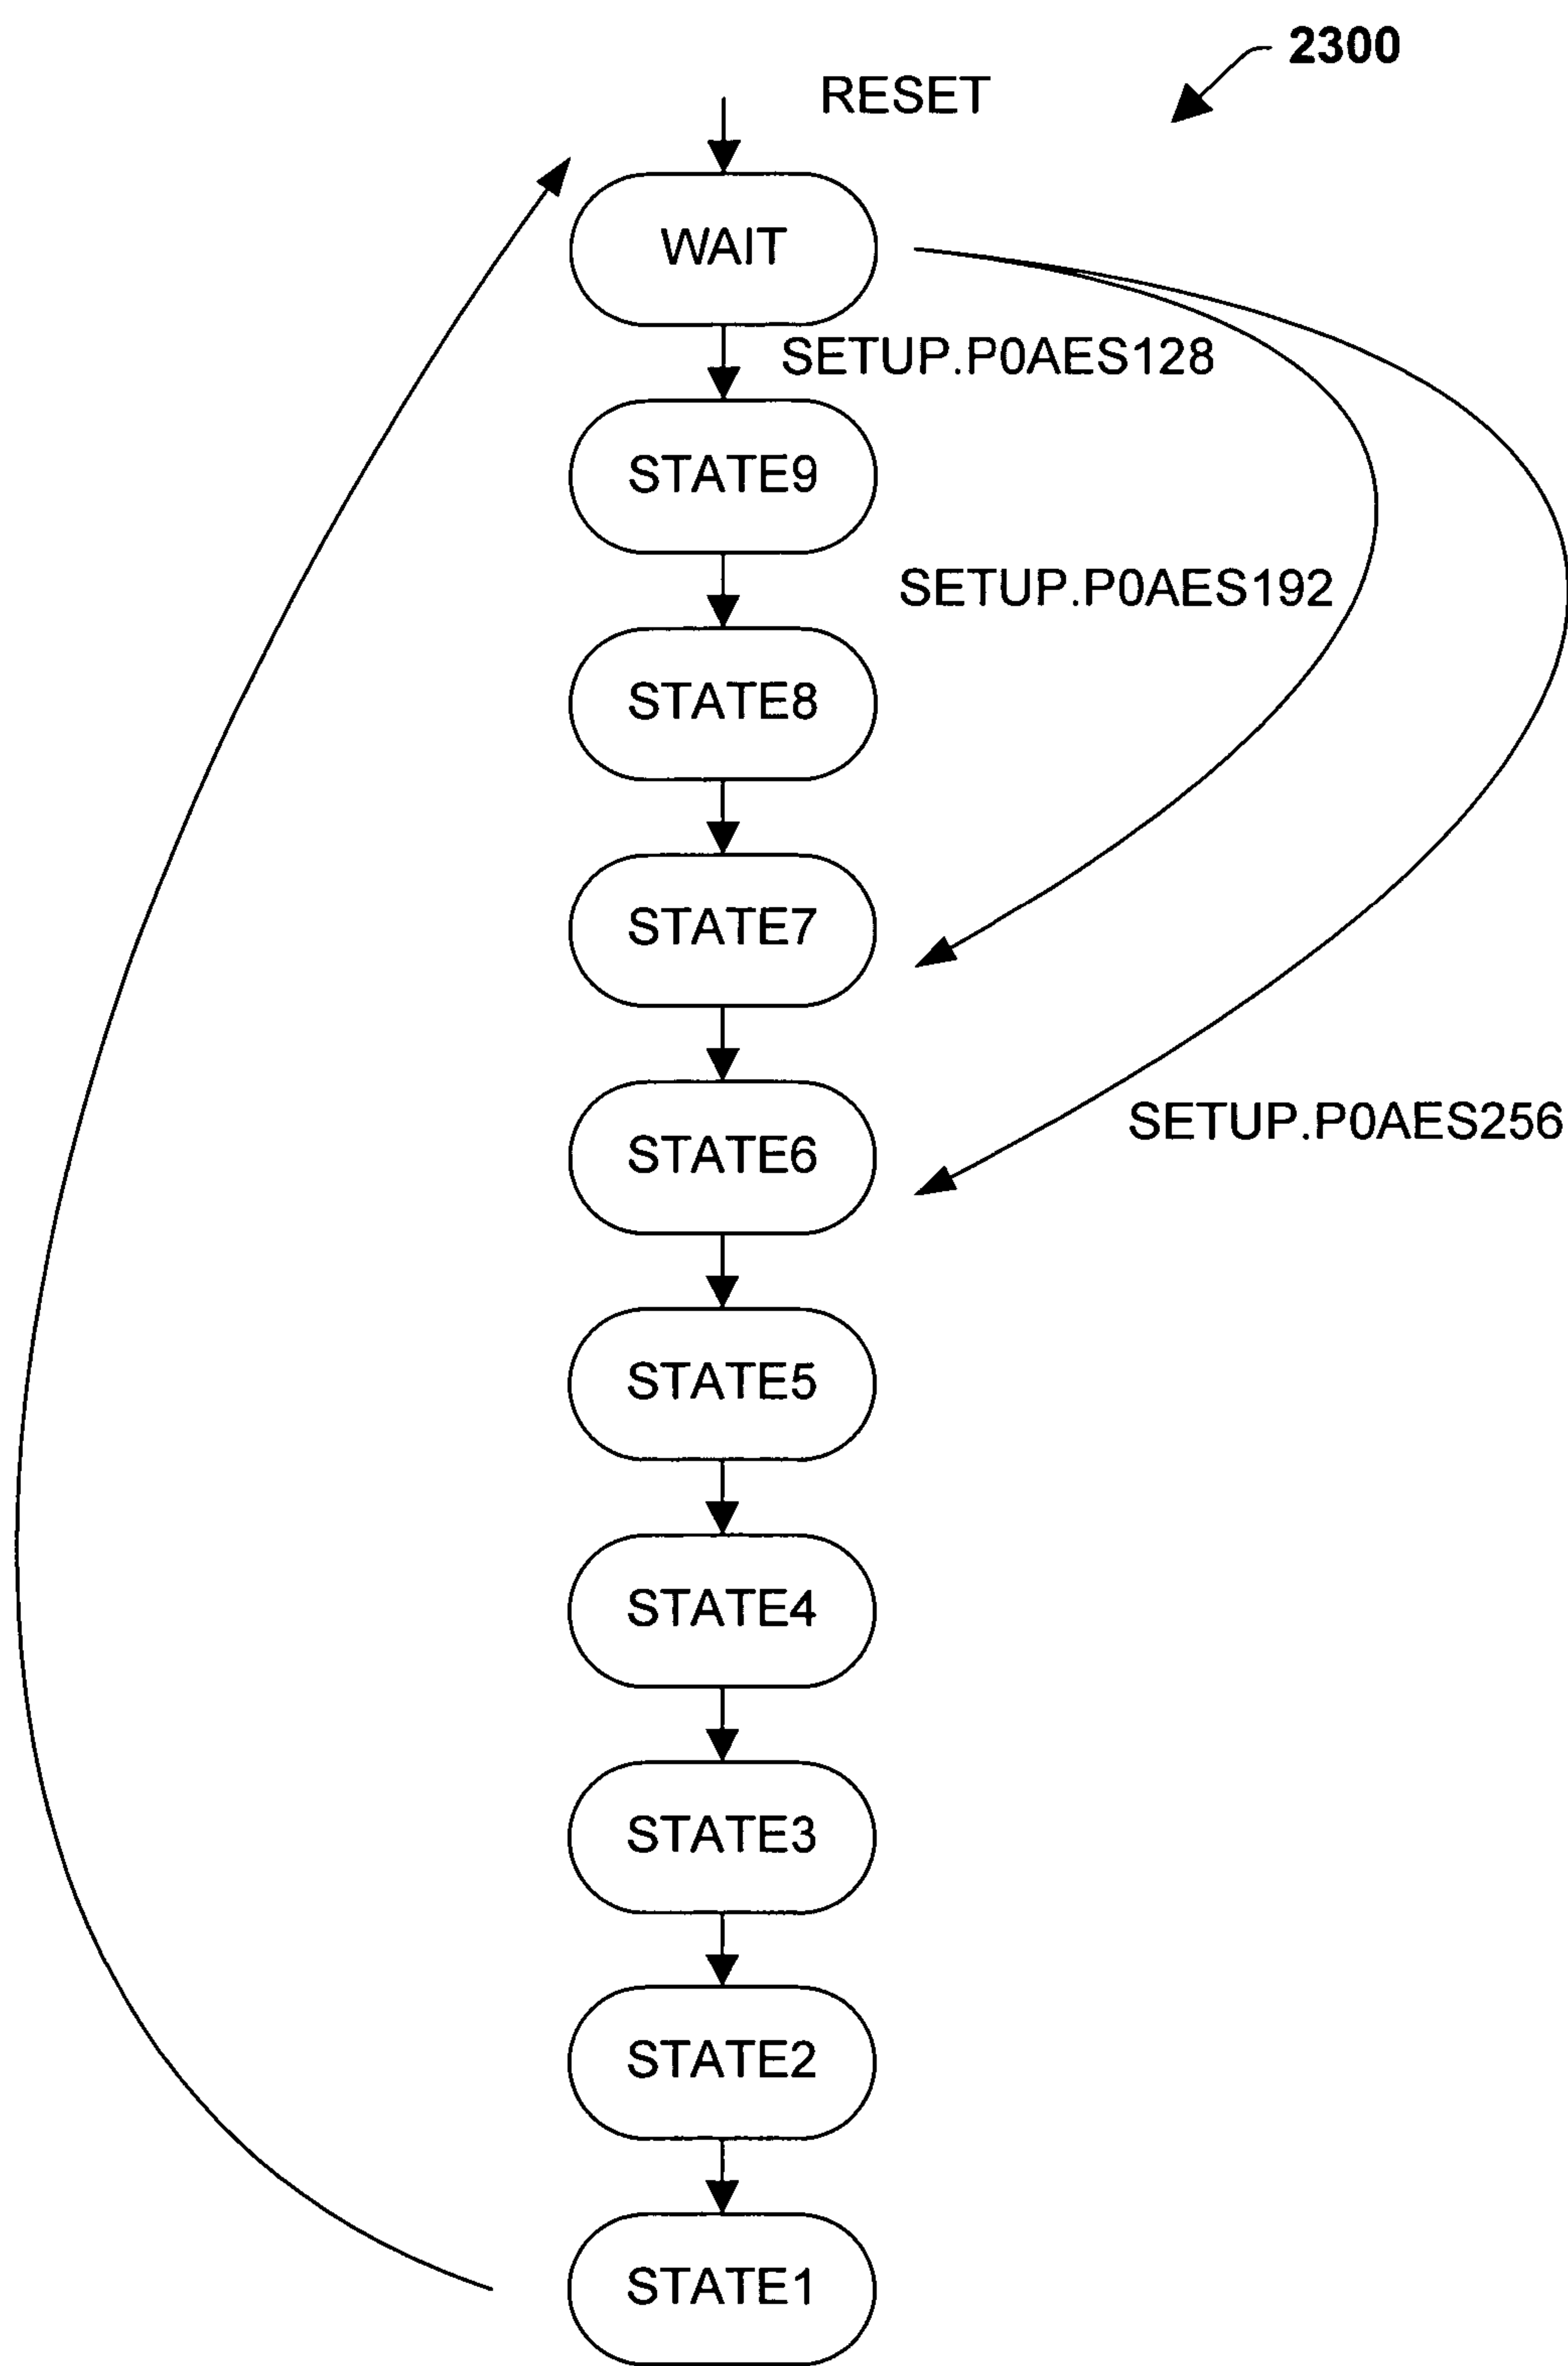 2300
RESET
WAIT
SETUP.P0AES128
STATE9
SETUP.P0AES192
STATE8
STATE7
SETUP.P0AES256
STATE6
STATE5
STATE4
STATE3
STATE2
STATE1